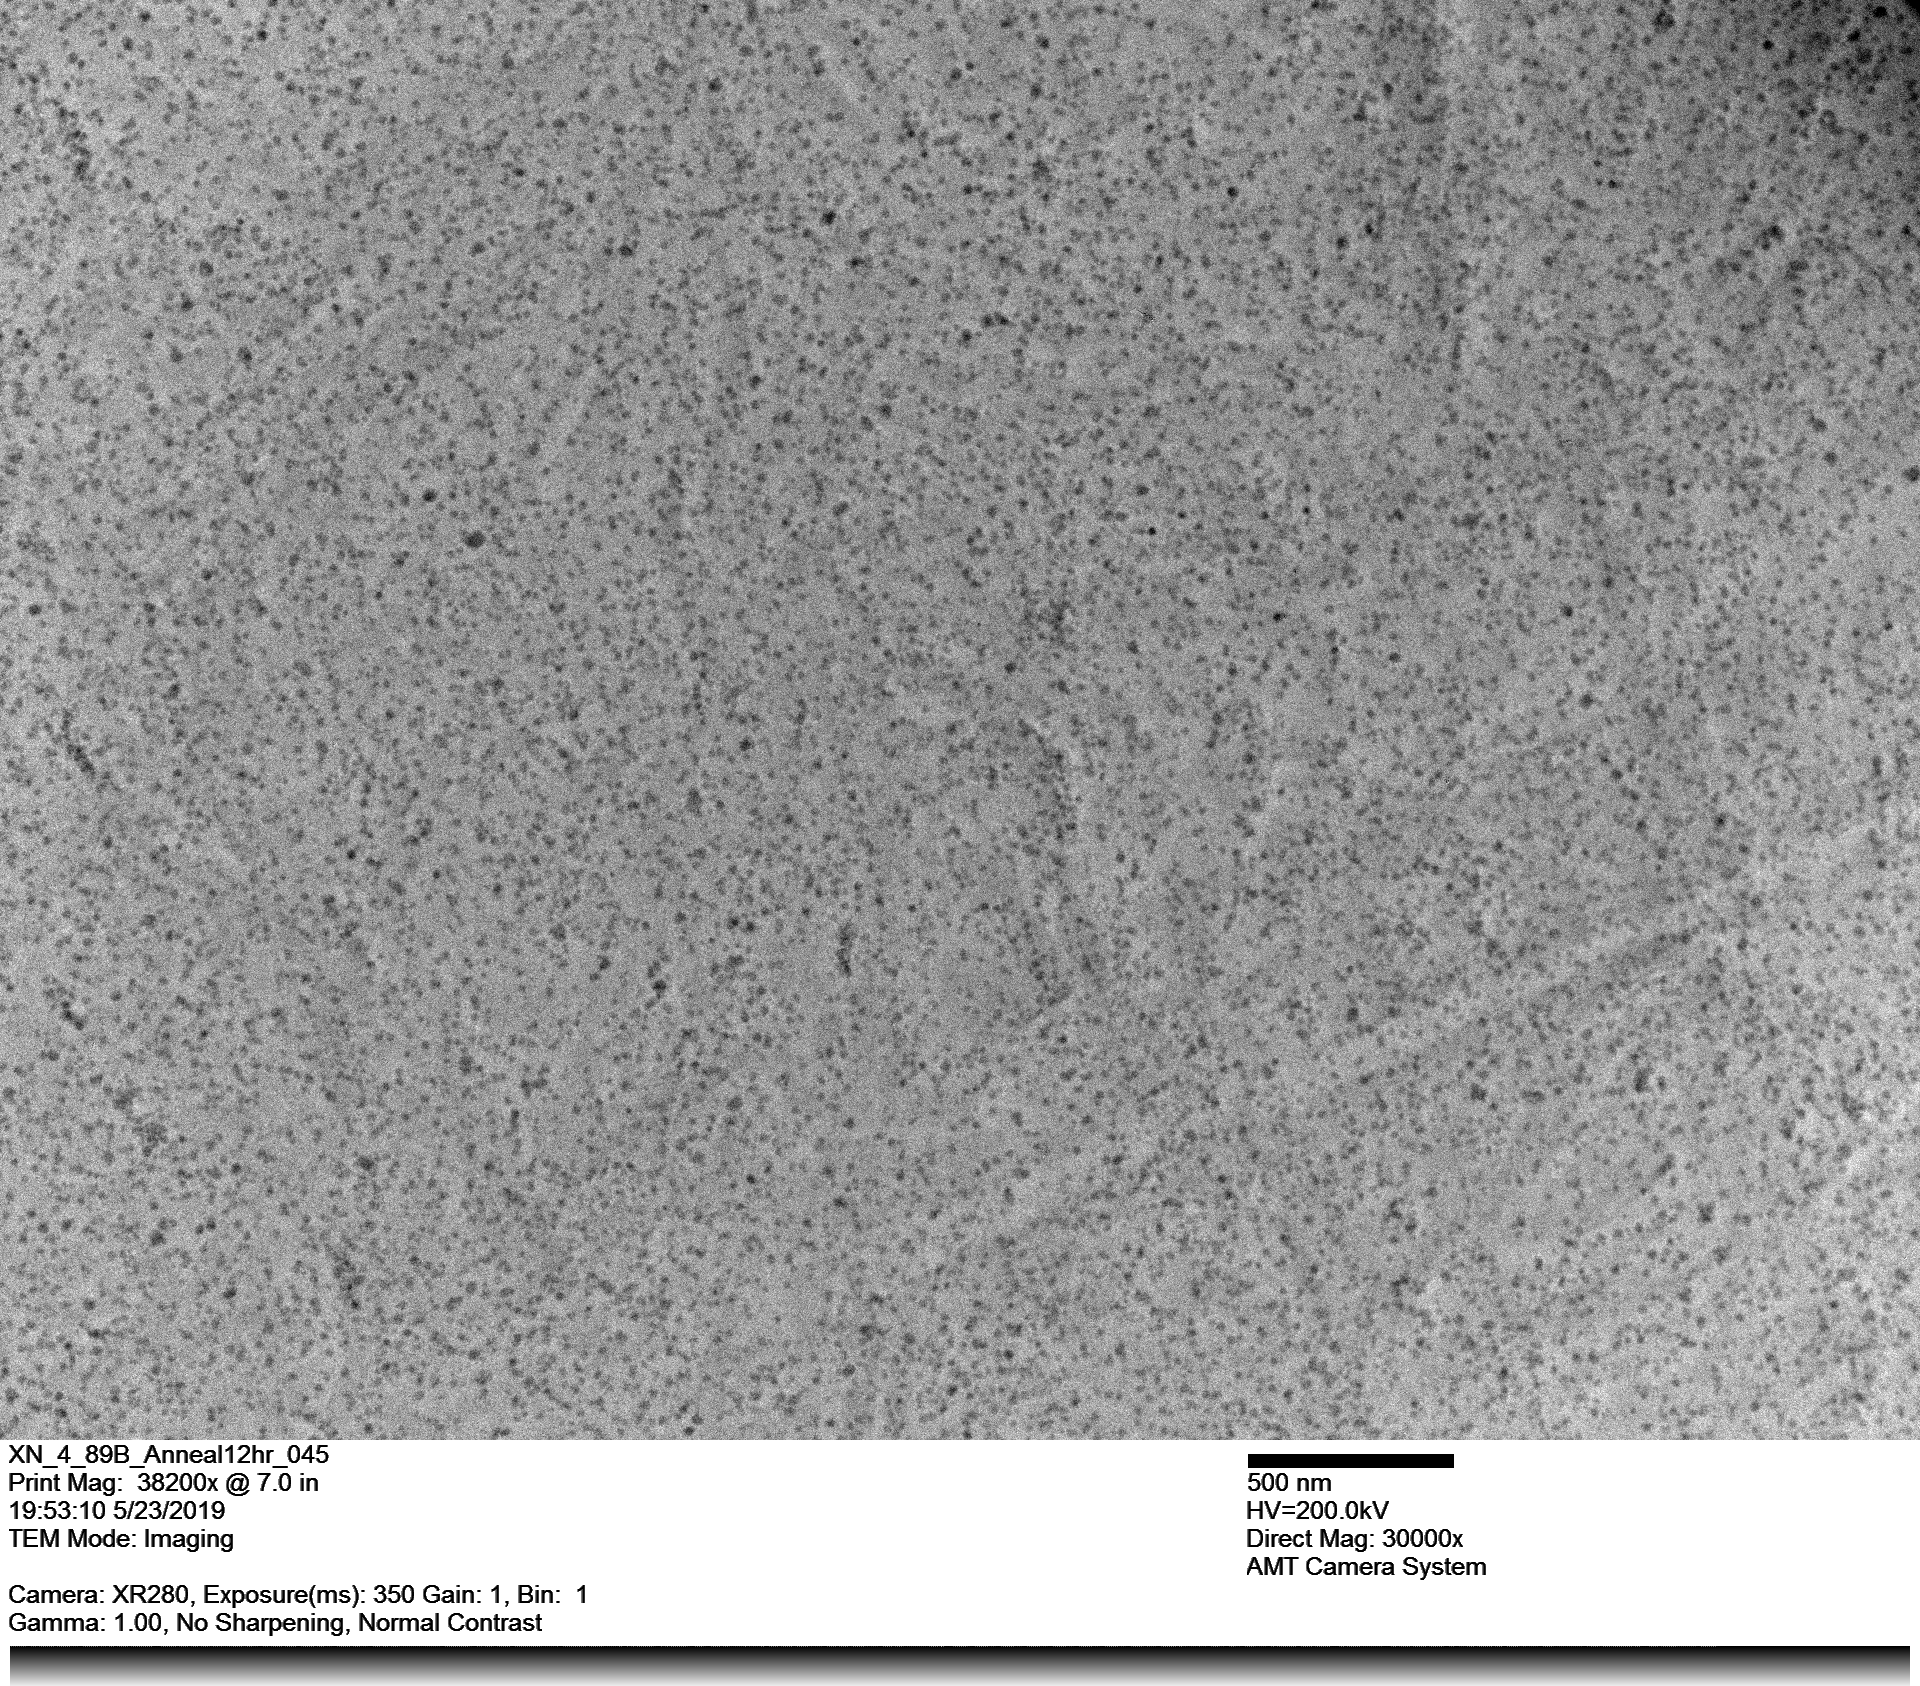 XN_4_89B_Anneal12hr_045
Print Mag:  38200x @ 7.0 in
19:53:10 5/23/2019
TEM Mode: Imaging
Camera: XR280, Exposure(ms): 350 Gain: 1, Bin:  1
Gamma: 1.00, No Sharpening, Normal Contrast
500 nm
HV=200.0kV
Direct Mag: 30000x
AMT Camera System